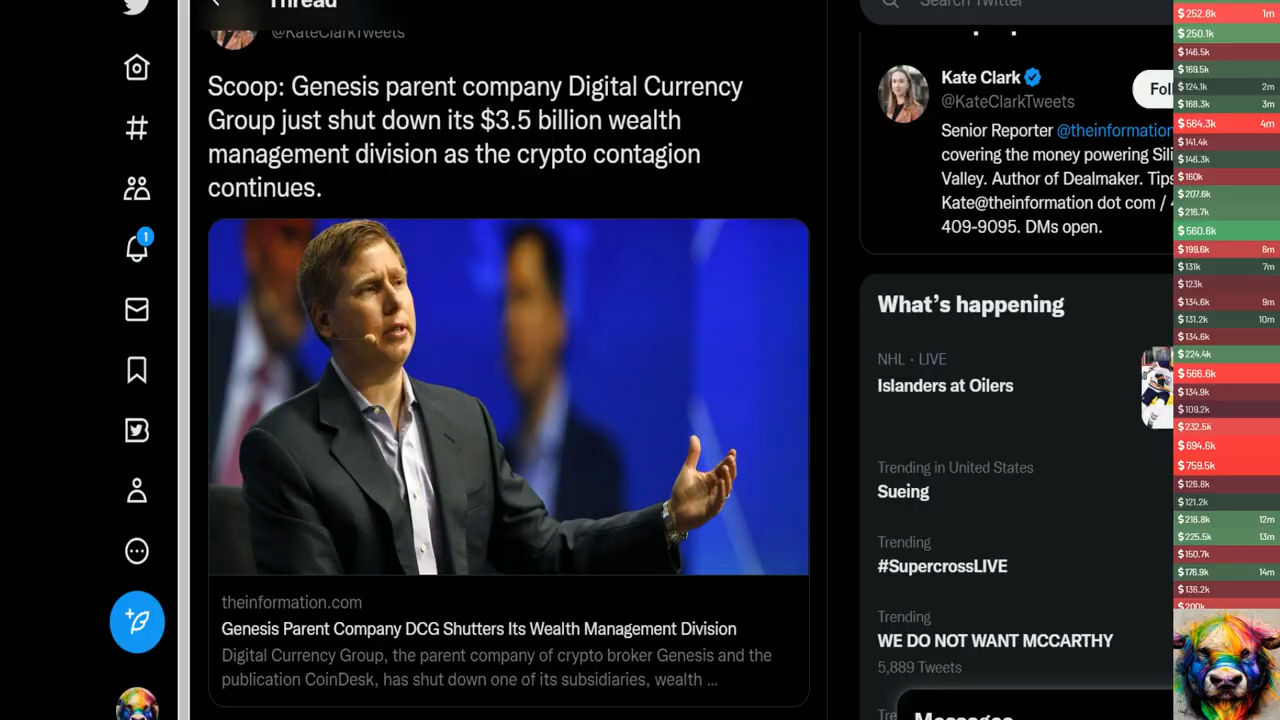 Thread
@KateClarkTweets
Scoop: Genesis parent company Digital Currency
Group just shut down its $3.5 billion wealth
management division as the crypto contagion
continues.
theinformation.com
Genesis Parent Company DCG Shutters Its Wealth Management Division
Digital Currency Group, the parent company of crypto broker Genesis and the
publication CoinDesk, has shut down one of its subsidiaries, wealth ...
1
Search Twitter
Kate Clark
@KateClarkTweets
Senior Reporter @theinformation
covering the money powering Sili
Valley. Author of Dealmaker. Tips
Kate@theinformation dot com / 4
409-9095. DMs open.
What's happening
NHL · LIVE
Islanders at Oilers
Trending in United States
Sueing
Trending
#SupercrossLIVE
Trending
WE DO NOT WANT MCCARTHY
5,889 Tweets
Messages
$252.8k 1m
$250.1k
$146.5k
$169.5k
$124.1k 2m
$168.3k 3m
$564.3k 4m
$141.4k
$146.3k
$160k
$207.6k
$216.7k
$560.6k
$199.6k 6m
$131k 7m
$123k
$134.6k 9m
$131.2k 10m
$134.6k
$224.4k
$566.6k
$134.9k
$109.2k
$232.5k
$694.6k
$759.5k
$126.8k
$121.2k
$218.8k 12m
$225.5k 13m
$150.7k
$176.9k 14m
$136.2k
$200k